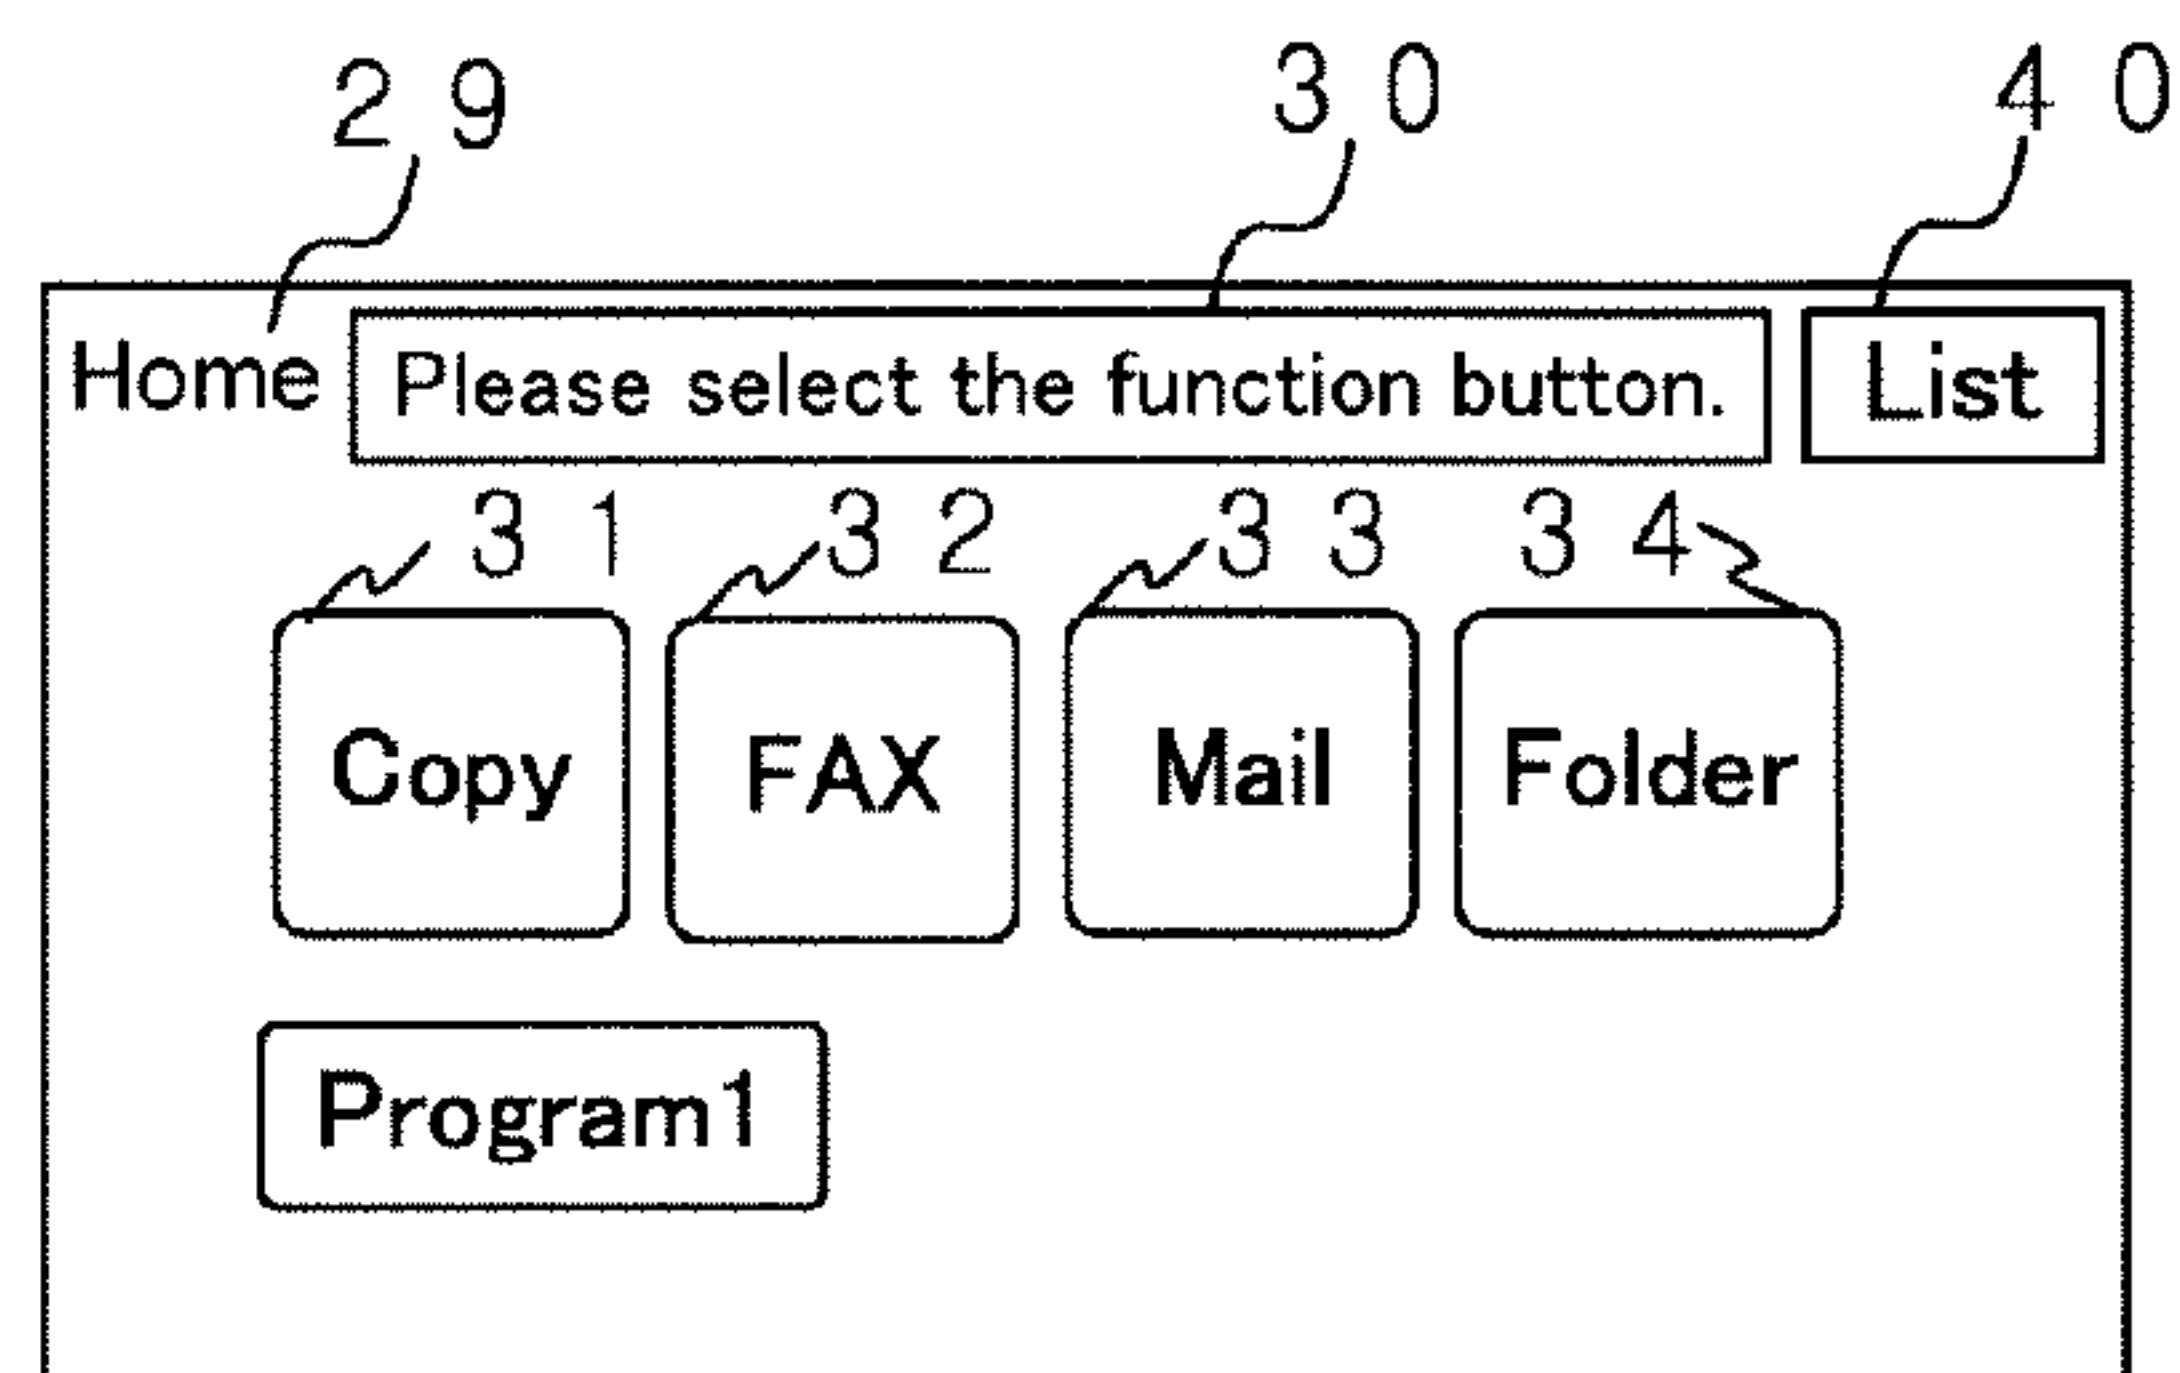 29 30 40
Home Please select the function button. List
31 32 33 34
Copy FAX Mail Folder
Program1